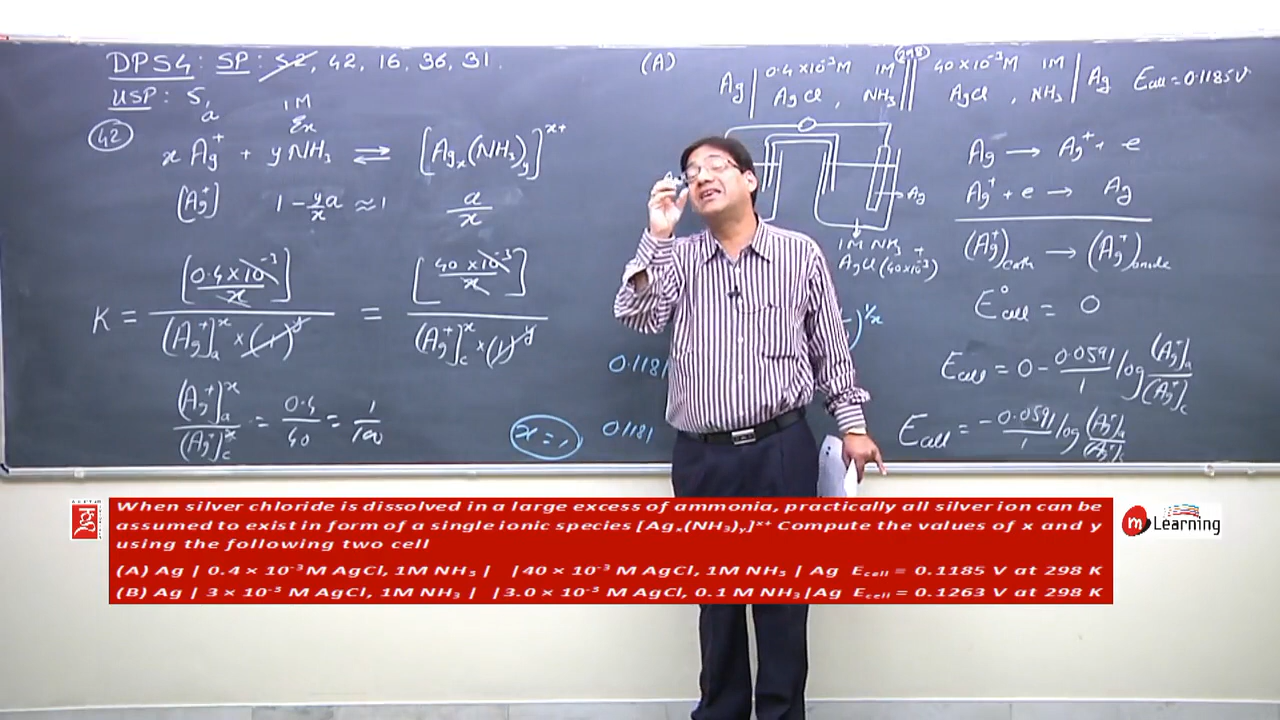 DPS4: SP: 52, 42, 16, 36, 31.
USP: 5,
(42)
a 1M Ex
xAg⁺ + yNH₃ ⇌ [Agₓ(NH₃)ᵧ]ˣ⁺
[Ag⁺] 1 - y/x a ≈ 1 a/x
K = [0.4×10⁻³/x] / (Ag⁺)ₐˣ × (1)ʸ = [40×10⁻³/x] / (Ag⁺)꜀ˣ × (1)ʸ
(Ag⁺)ₐˣ / (Ag⁺)꜀ˣ = 0.4/40 = 1/100
x = 1
)^1/x
0.1181
0.1181
(A) (298)
Ag | 0.4×10⁻³M AgCl, 1M NH₃ || 40×10⁻³M AgCl, 1M NH₃ | Ag Ecell = 0.1185V
Ag
1M NH₃
AgCl (40×10⁻³)
Ag → Ag⁺ + e
Ag⁺ + e → Ag
(Ag⁺)cath → (Ag⁺)anode
E°cell = 0
Ecell = 0 - 0.0591/1 log (Ag⁺)ₐ/(Ag⁺)꜀
Ecell = -0.0591/1 log (Ag⁺)ₐ/(Ag⁺)꜀
When silver chloride is dissolved in a large excess of ammonia, practically all silver ion can be
assumed to exist in form of a single ionic species [Agₓ(NH₃)ᵧ]ˣ⁺ Compute the values of x and y
using the following two cell
(A) Ag | 0.4 × 10⁻³ M AgCl, 1M NH₃ | |40 × 10⁻³ M AgCl, 1M NH₃ | Ag Ecell = 0.1185 V at 298 K
(B) Ag | 3 × 10⁻³ M AgCl, 1M NH₃ | |3.0 × 10⁻³ M AgCl, 0.1 M NH₃|Ag Ecell = 0.1263 V at 298 K
m Learning